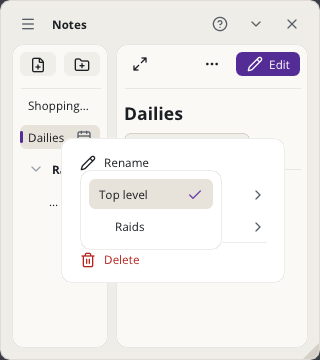 Notes
Edit
Shopping...
Dailies
Dailies
Rename
Top level
Raids
...
Delete